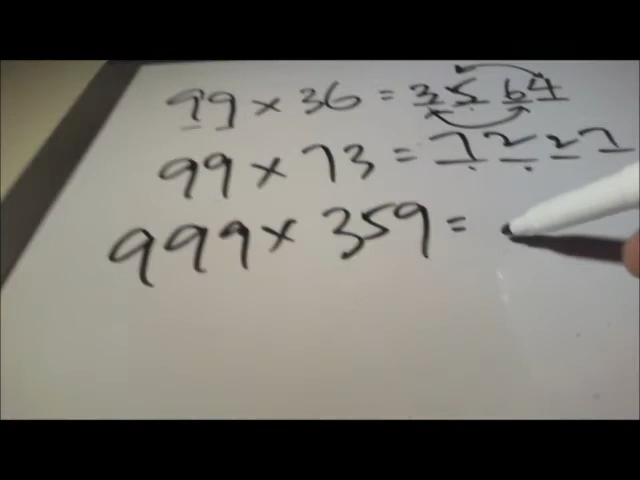 99 × 36 = 3564
99 × 73 = 7227
999 × 359 =